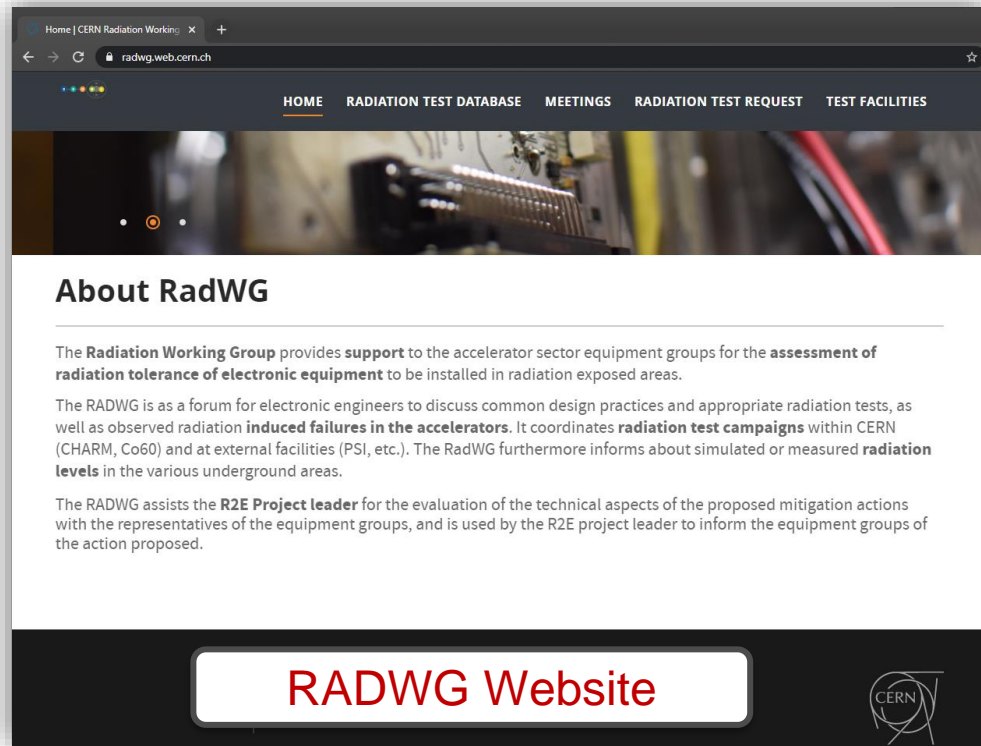 Home | CERN Radiation Working
radwg.web.cern.ch
HOME RADIATION TEST DATABASE MEETINGS RADIATION TEST REQUEST TEST FACILITIES
About RadWG
The Radiation Working Group provides support to the accelerator sector equipment groups for the assessment of
radiation tolerance of electronic equipment to be installed in radiation exposed areas.
The RADWG is as a forum for electronic engineers to discuss common design practices and appropriate radiation tests, as
well as observed radiation induced failures in the accelerators. It coordinates radiation test campaigns within CERN
(CHARM, Co60) and at external facilities (PSI, etc.). The RadWG furthermore informs about simulated or measured radiation
levels in the various underground areas.
The RADWG assists the R2E Project leader for the evaluation of the technical aspects of the proposed mitigation actions
with the representatives of the equipment groups, and is used by the R2E project leader to inform the equipment groups of
the action proposed.
RADWG Website
CERN